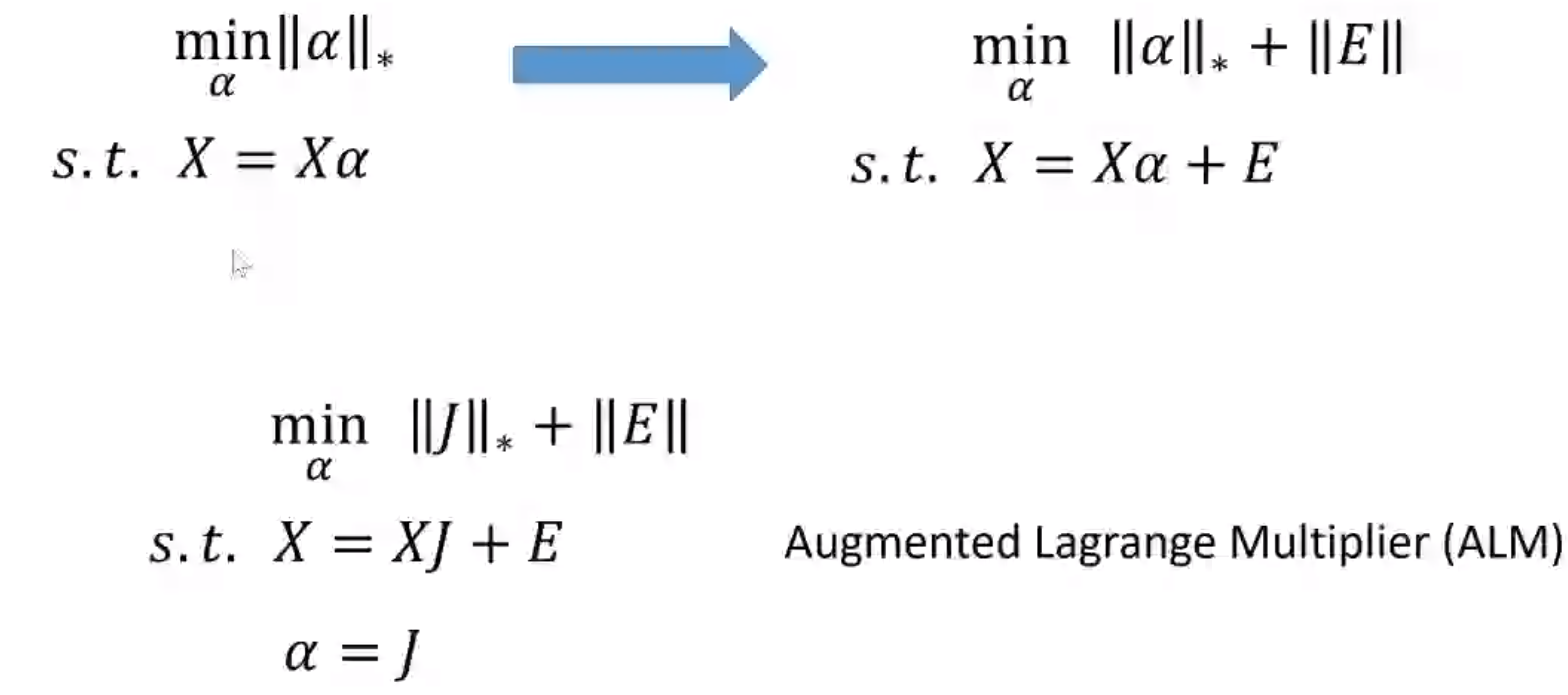 min‖α‖∗
α
s.t. X = Xα
min ‖α‖∗ + ‖E‖
α
s.t. X = Xα + E
min ‖J‖∗ + ‖E‖
α
s.t. X = XJ + E
α = J
Augmented Lagrange Multiplier (ALM)